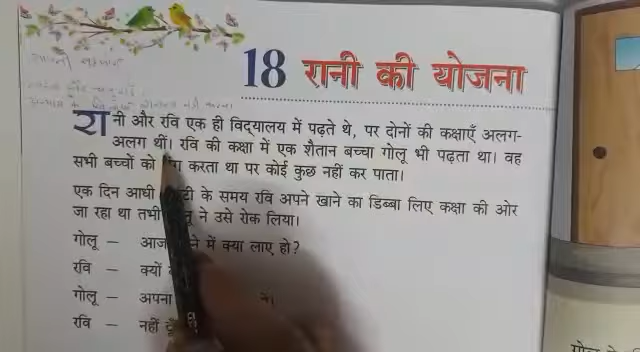 18 रानी की योजना
रानी और रवि एक ही विद्यालय में पढ़ते थे, पर दोनों की कक्षाएँ अलग-
अलग थीं। रवि की कक्षा में एक शैतान बच्चा गोलू भी पढ़ता था। वह
सभी बच्चों को करता था पर कोई कुछ नहीं कर पाता।
एक दिन आधी के समय रवि अपने खाने का डिब्बा लिए कक्षा की ओर
जा रहा था तभी ने उसे रोक लिया।
गोलू – आज में क्या लाए हो?
रवि – क्यों
गोलू – अपना
रवि – नहीं